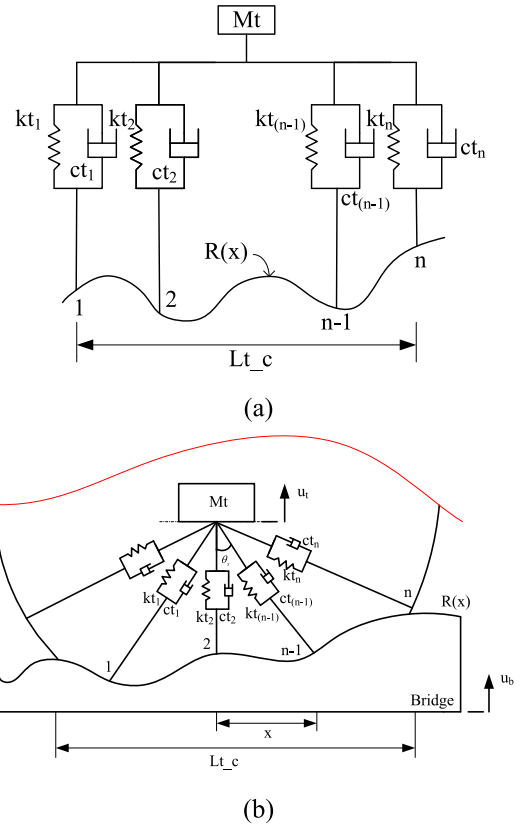 Mt
kt1 kt2 kt(n-1) ktn
ct1 ct2 ct(n-1) ctn
R(x)
1 2 n-1 n
Lt_c
(a)
Mt ut
ctn
θx
ktn
kt1 ct1 kt2 ct2 kt(n-1) ct(n-1)
n R(x)
1 2 n-1
ub
Bridge
x
Lt_c
(b)